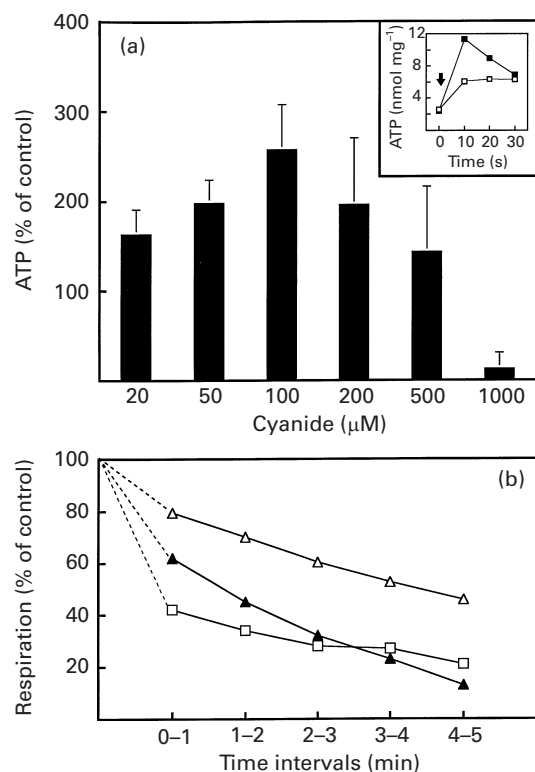 400
(a)
300
200
100
ATP (% of control)
20 50 100 200 500 1000
Cyanide (µM)
12
8
4
ATP (nmol mg⁻¹)
0 10 20 30
Time (s)
100
(b)
80
60
40
20
Respiration (% of control)
0–1 1–2 2–3 3–4 4–5
Time intervals (min)